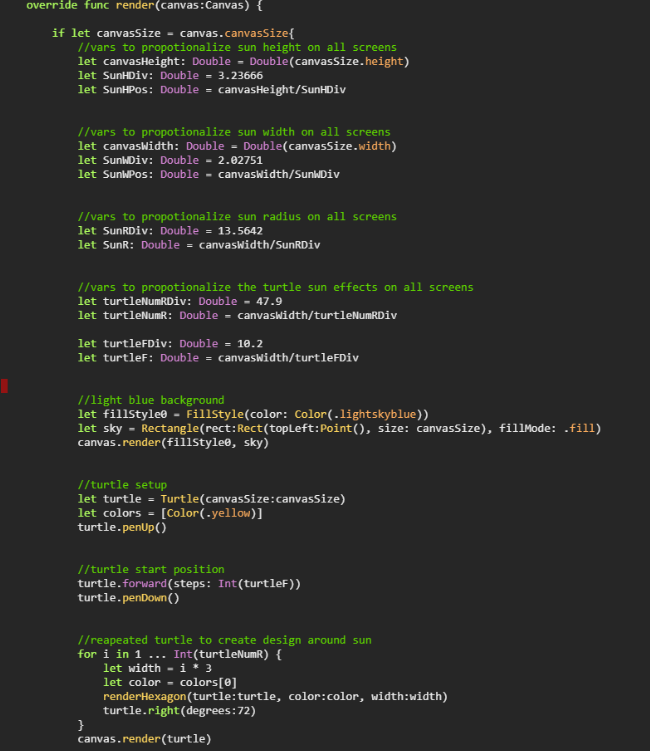 override func render(canvas:Canvas) {
if let canvasSize = canvas.canvasSize{
//vars to propotionalize sun height on all screens
let canvasHeight: Double = Double(canvasSize.height)
let SunHDiv: Double = 3.23666
let SunHPos: Double = canvasHeight/SunHDiv
//vars to propotionalize sun width on all screens
let canvasWidth: Double = Double(canvasSize.width)
let SunWDiv: Double = 2.02751
let SunWPos: Double = canvasWidth/SunWDiv
//vars to propotionalize sun radius on all screens
let SunRDiv: Double = 13.5642
let SunR: Double = canvasWidth/SunRDiv
//vars to propotionalize the turtle sun effects on all screens
let turtleNumRDiv: Double = 47.9
let turtleNumR: Double = canvasWidth/turtleNumRDiv
let turtleFDiv: Double = 10.2
let turtleF: Double = canvasWidth/turtleFDiv
//light blue background
let fillStyle0 = FillStyle(color: Color(.lightskyblue))
let sky = Rectangle(rect:Rect(topLeft:Point(), size: canvasSize), fillMode: .fill)
canvas.render(fillStyle0, sky)
//turtle setup
let turtle = Turtle(canvasSize:canvasSize)
let colors = [Color(.yellow)]
turtle.penUp()
//turtle start position
turtle.forward(steps: Int(turtleF))
turtle.penDown()
//reapeated turtle to create design around sun
for i in 1 ... Int(turtleNumR) {
let width = i * 3
let color = colors[0]
renderHexagon(turtle:turtle, color:color, width:width)
turtle.right(degrees:72)
}
canvas.render(turtle)